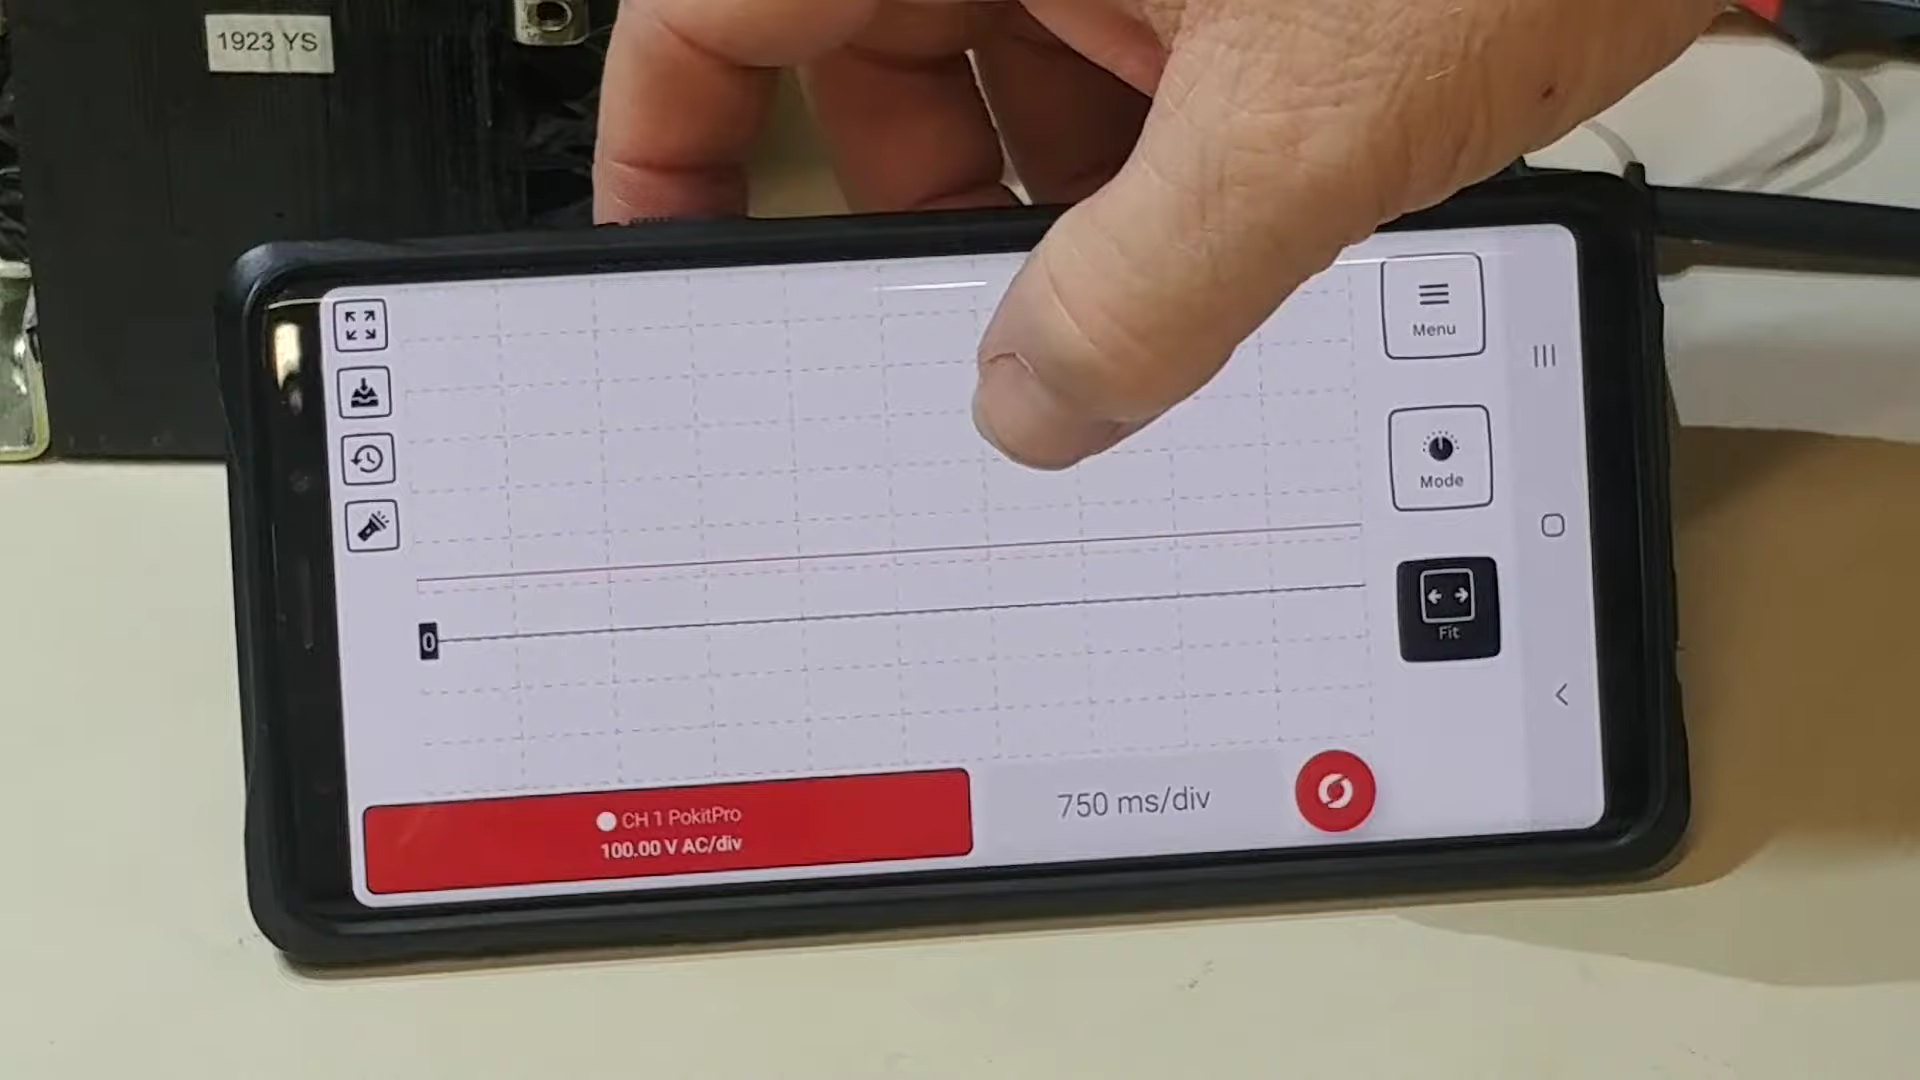 1923 YS
Menu
Mode
0
Fit
CH 1 PokitPro
100.00 V AC/div
750 ms/div